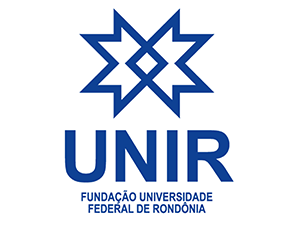 UNIR
FUNDAÇÃO UNIVERSIDADE
FEDERAL DE RONDÔNIA